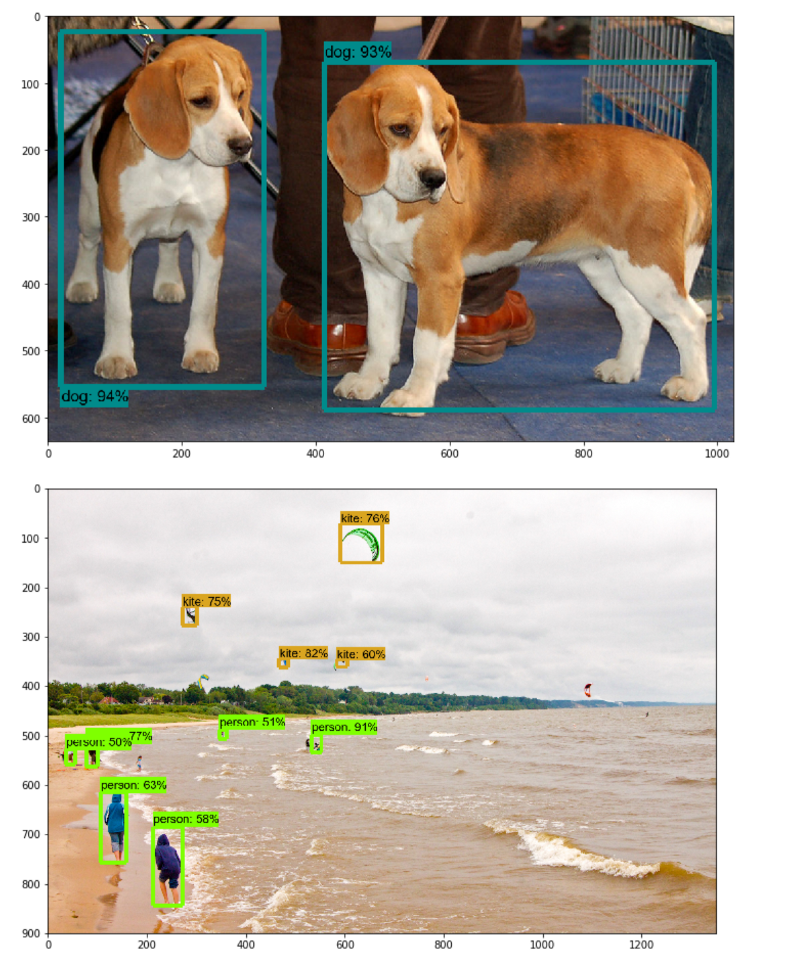 0
dog: 93%
100
200
300
400
500
dog: 94%
600
0 200 400 600 800 1000
0
kite: 76%
100
kite: 75%
200
300
kite: 82% kite: 60%
400
person: 51%
500
person: 91%
77%
person: 50%
600
person: 63%
person: 58%
700
800
900
0 200 400 600 800 1000 1200